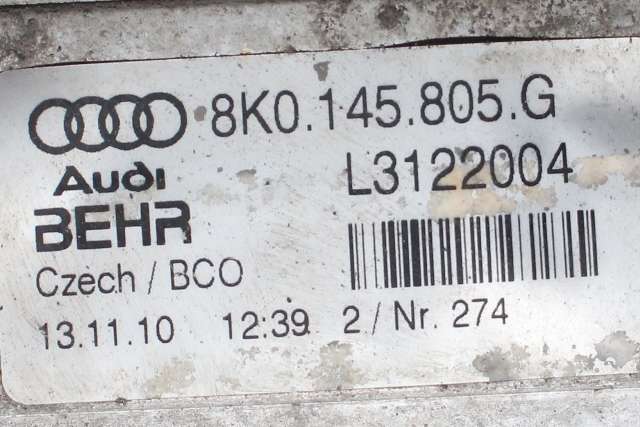 8K0.145.805.G
Audi L3122004
BEHR
Czech / BCO
13.11.10 12:39 2 / Nr. 274